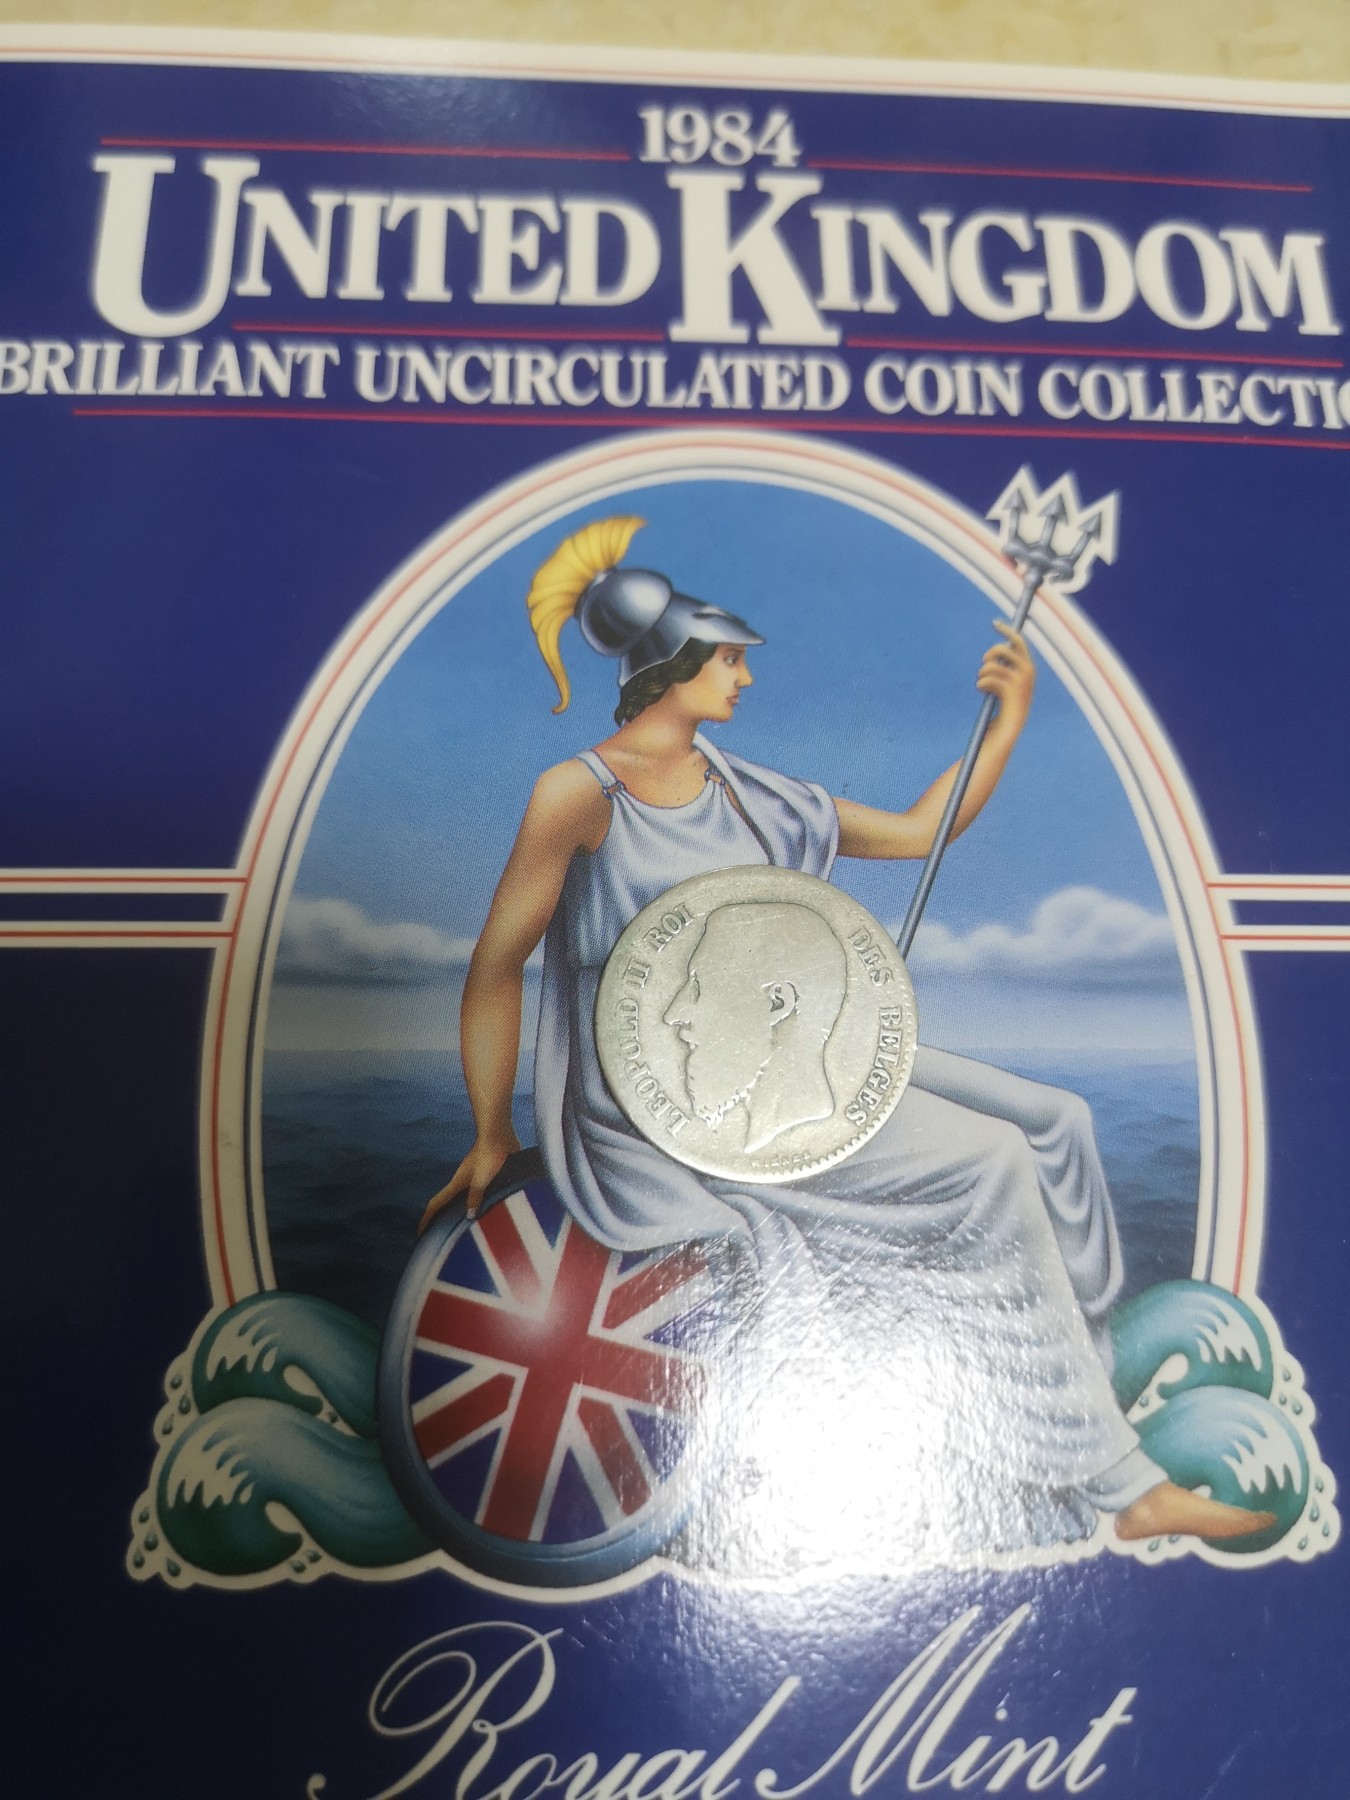 1984
UNITED KINGDOM
BRILLIANT UNCIRCULATED COIN COLLECTIO
LEOPOLD II ROI DES BELGES
Royal Mint